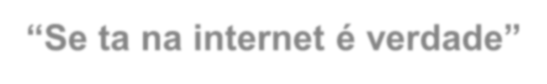 “Se ta na internet é verdade”